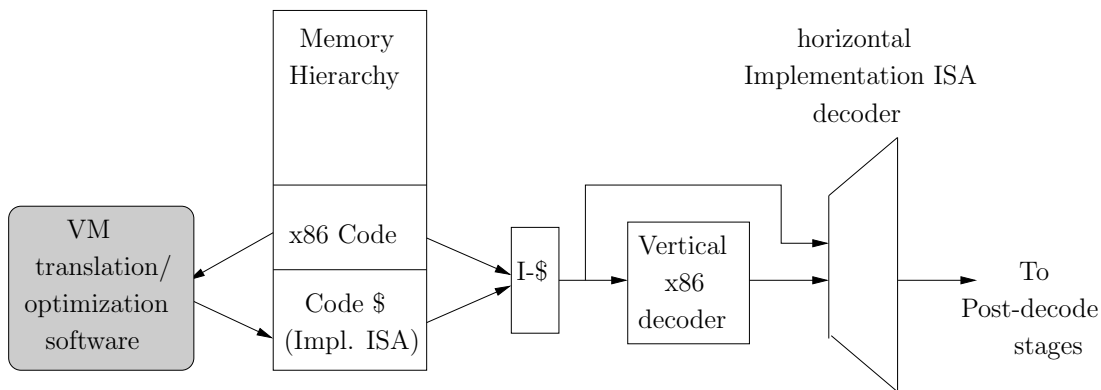 Memory
Hierarchy
horizontal
Implementation ISA
decoder
VM
translation/
optimization
software
x86 Code
Code $
(Impl. ISA)
I-$
Vertical
x86
decoder
To
Post-decode
stages